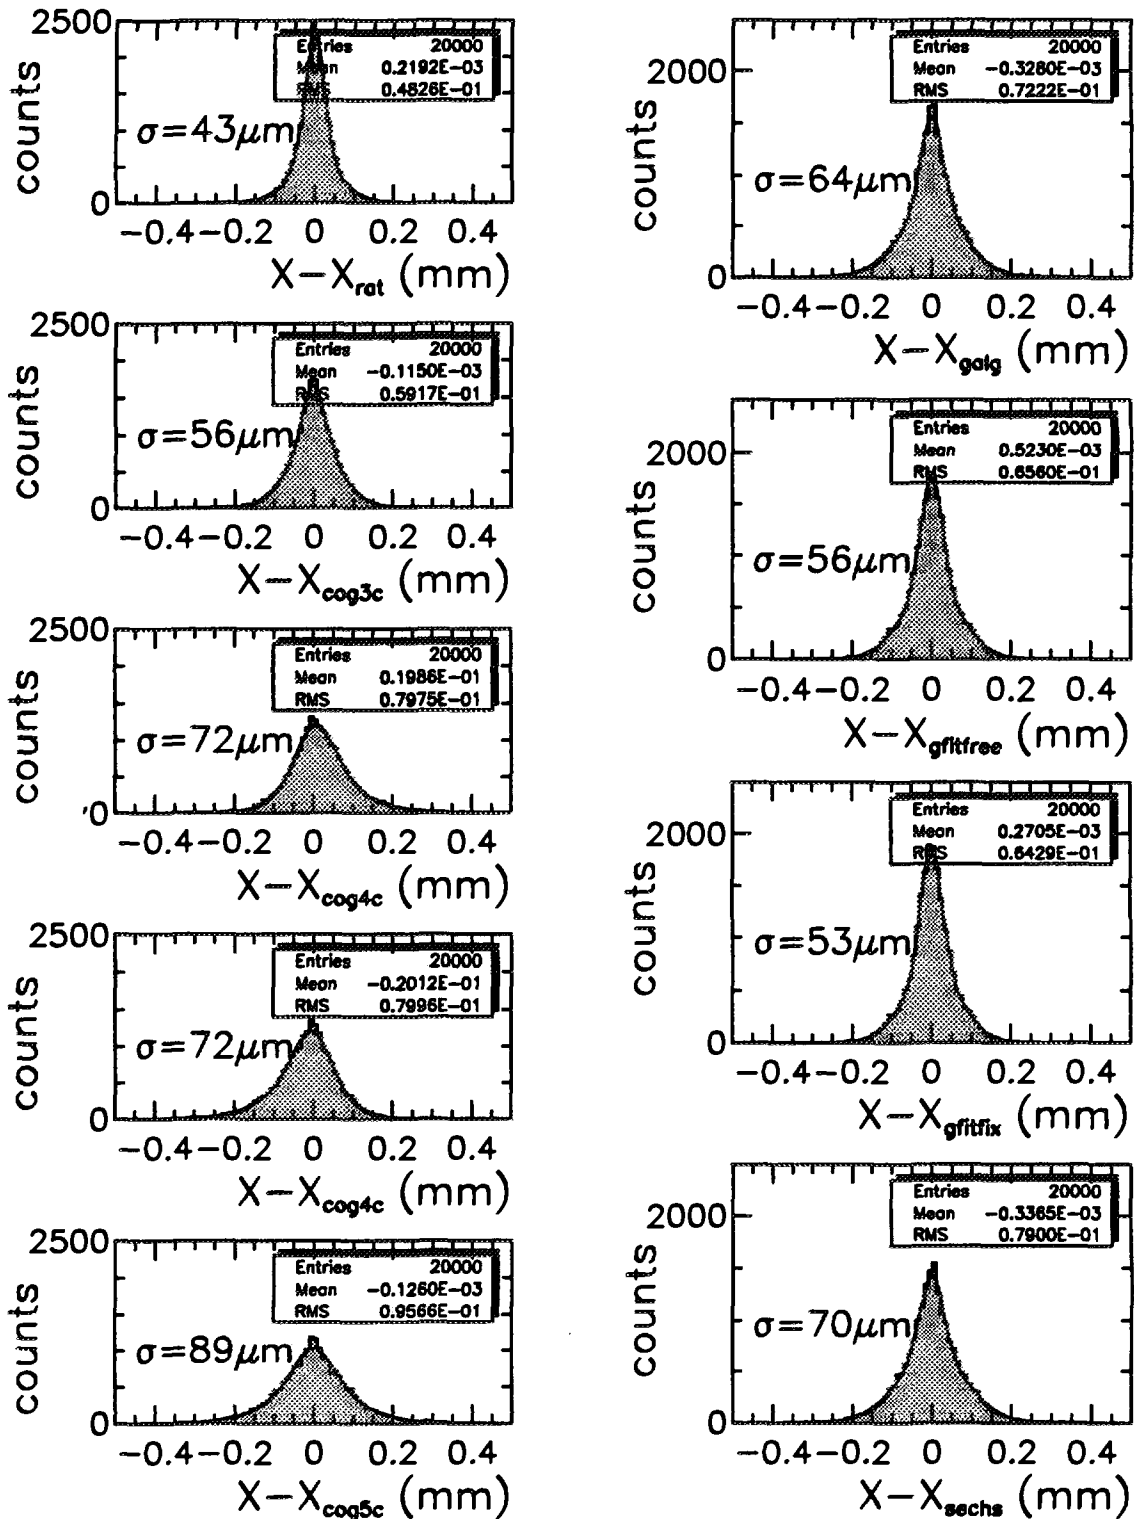 counts
2500
0
Entries 20000
Mean 0.2192E-03
RMS 0.4826E-01
σ=43μm
-0.4 -0.2 0 0.2 0.4
X-X_rat (mm)
counts
2500
0
Entries 20000
Mean -0.1150E-03
RMS 0.5917E-01
σ=56μm
-0.4 -0.2 0 0.2 0.4
X-X_cog3c (mm)
counts
2500
0
Entries 20000
Mean 0.1986E-01
RMS 0.7975E-01
σ=72μm
-0.4 -0.2 0 0.2 0.4
X-X_cog4c (mm)
counts
2500
0
Entries 20000
Mean -0.2012E-01
RMS 0.7996E-01
σ=72μm
-0.4 -0.2 0 0.2 0.4
X-X_cog4c (mm)
counts
2500
0
Entries 20000
Mean -0.1260E-03
RMS 0.9566E-01
σ=89μm
-0.4 -0.2 0 0.2 0.4
X-X_cog5c (mm)
counts
2000
0
Entries 20000
Mean -0.3280E-03
RMS 0.7222E-01
σ=64μm
-0.4 -0.2 0 0.2 0.4
X-X_galg (mm)
counts
2000
0
Entries 20000
Mean 0.5230E-03
RMS 0.6560E-01
σ=56μm
-0.4 -0.2 0 0.2 0.4
X-X_gfitfree (mm)
counts
2000
0
Entries 20000
Mean 0.2705E-03
RMS 0.6429E-01
σ=53μm
-0.4 -0.2 0 0.2 0.4
X-X_gfitfix (mm)
counts
2000
0
Entries 20000
Mean -0.3365E-03
RMS 0.7900E-01
σ=70μm
-0.4 -0.2 0 0.2 0.4
X-X_sechs (mm)